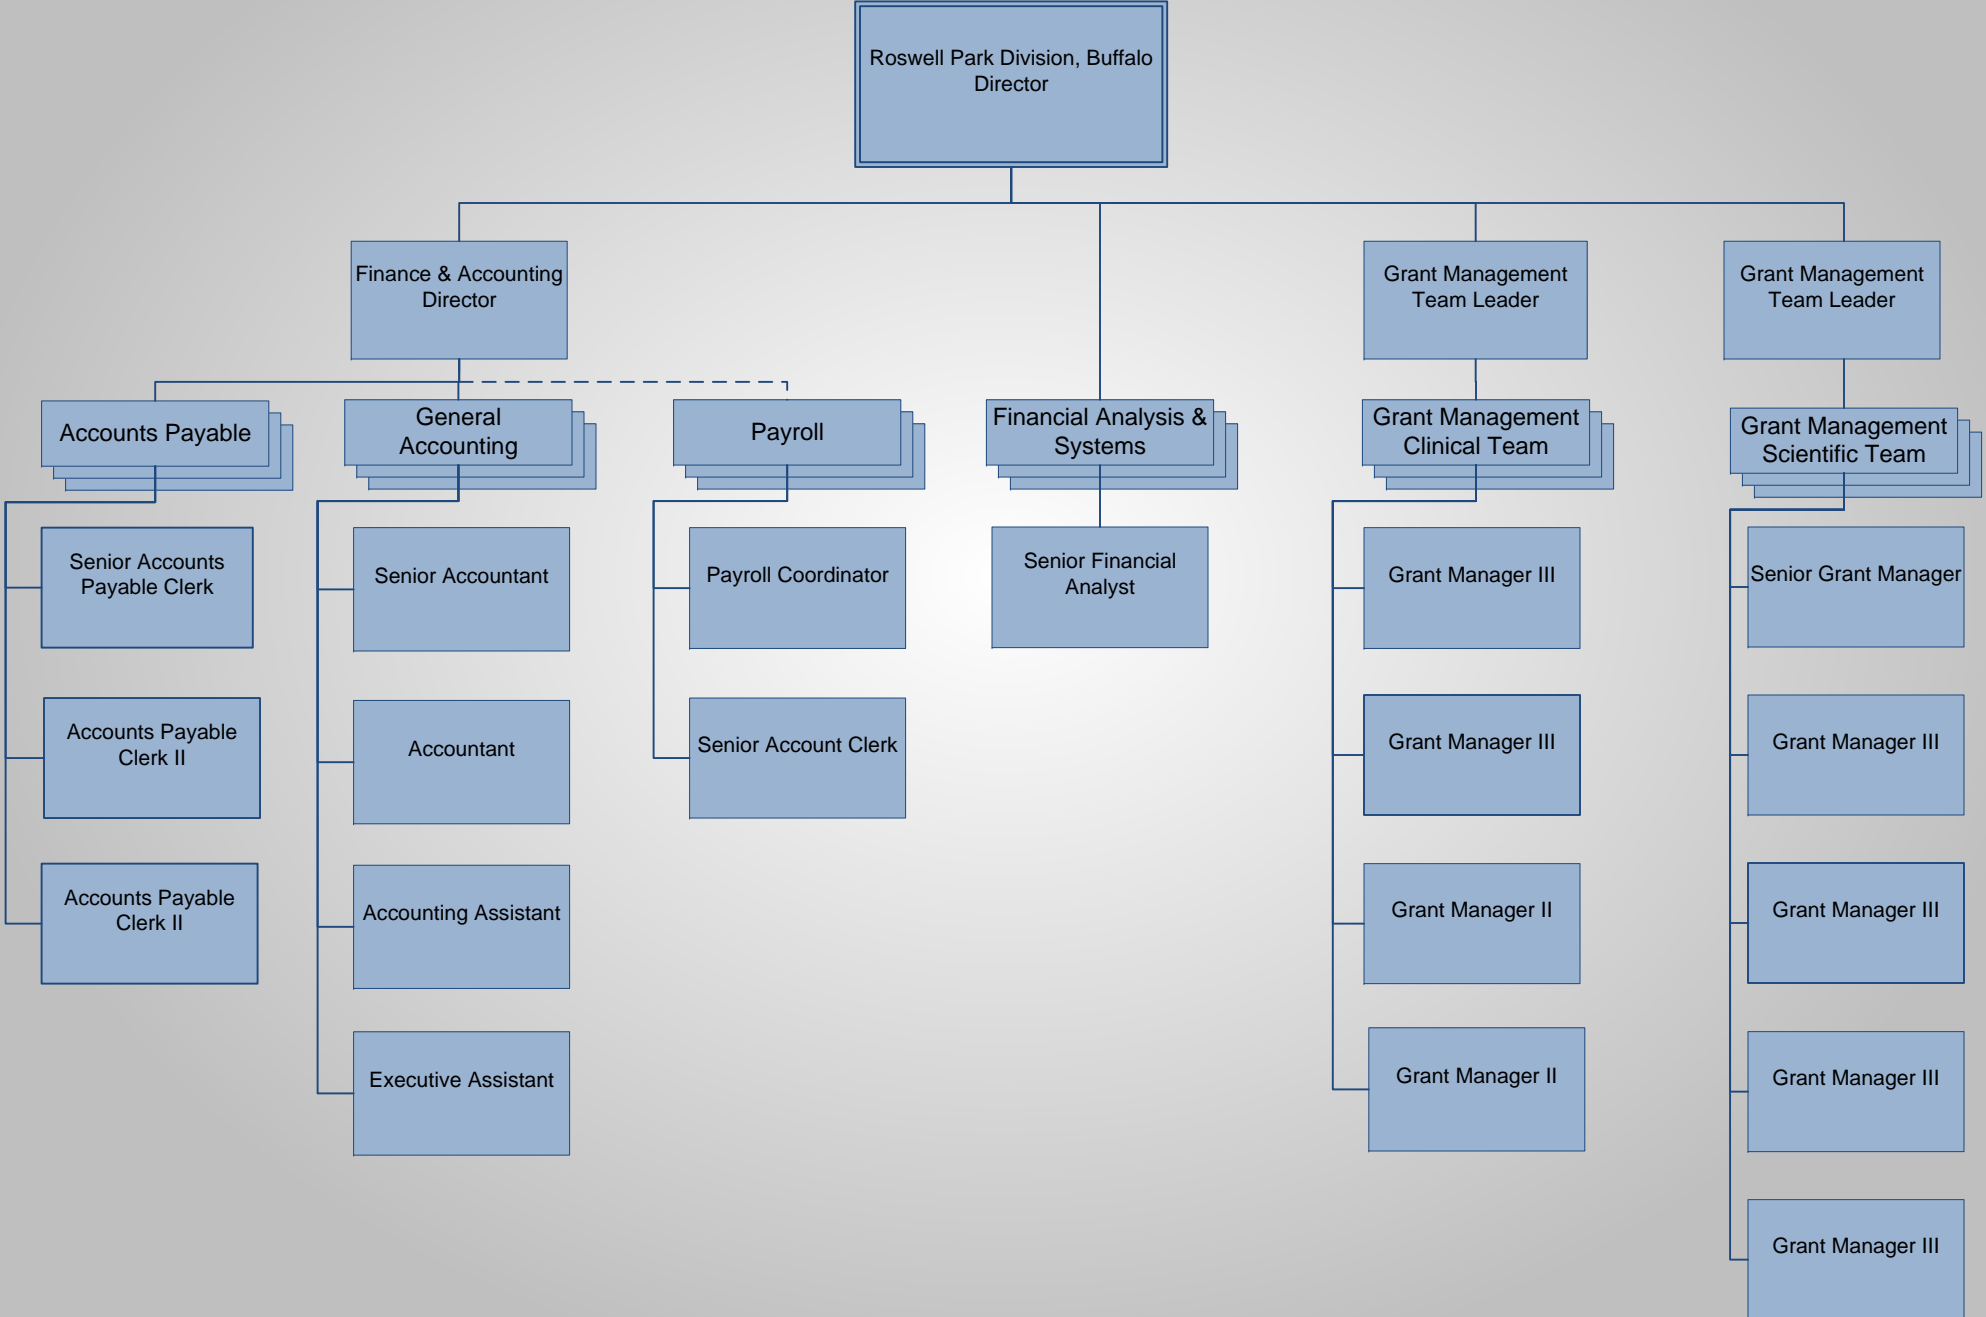 Roswell Park Division, Buffalo
Director
Finance & Accounting
Director
Grant Management
Team Leader
Grant Management
Team Leader
Accounts Payable
General
Accounting
Payroll
Financial Analysis &
Systems
Grant Management
Clinical Team
Grant Management
Scientific Team
Senior Accounts
Payable Clerk
Senior Accountant
Payroll Coordinator
Senior Financial
Analyst
Grant Manager III
Senior Grant Manager
Accounts Payable
Clerk II
Accountant
Senior Account Clerk
Grant Manager III
Grant Manager III
Accounts Payable
Clerk II
Accounting Assistant
Grant Manager II
Grant Manager III
Executive Assistant
Grant Manager II
Grant Manager III
Grant Manager III